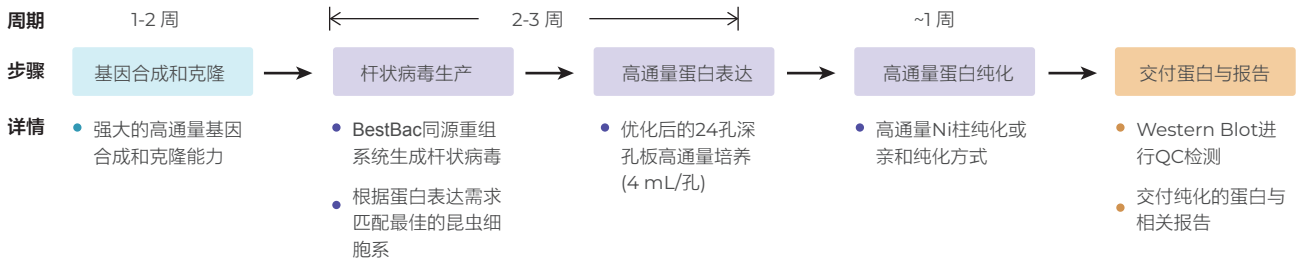 周期
1-2 周
2-3 周
~1 周
步骤
基因合成和克隆
杆状病毒生产
高通量蛋白表达
高通量蛋白纯化
交付蛋白与报告
详情
强大的高通量基因
合成和克隆能力
BestBac同源重组
系统生成杆状病毒
根据蛋白表达需求
匹配最佳的昆虫细
胞系
优化后的24孔深
孔板高通量培养
(4 mL/孔)
高通量Ni柱纯化或
亲和纯化方式
Western Blot进
行QC检测
交付纯化的蛋白与
相关报告